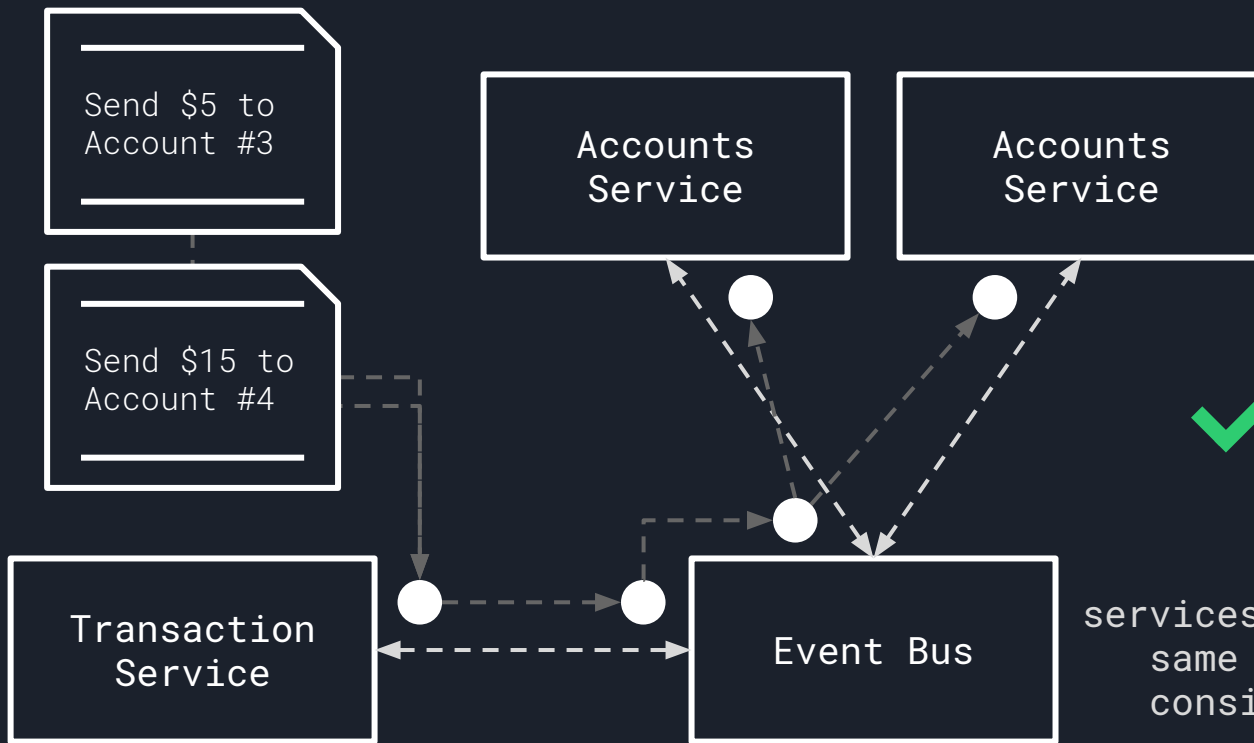 Send $5 to
Account #3
Accounts
Service
Accounts
Service
Send $15 to
Account #4
Transaction
Service
Event Bus
services
same